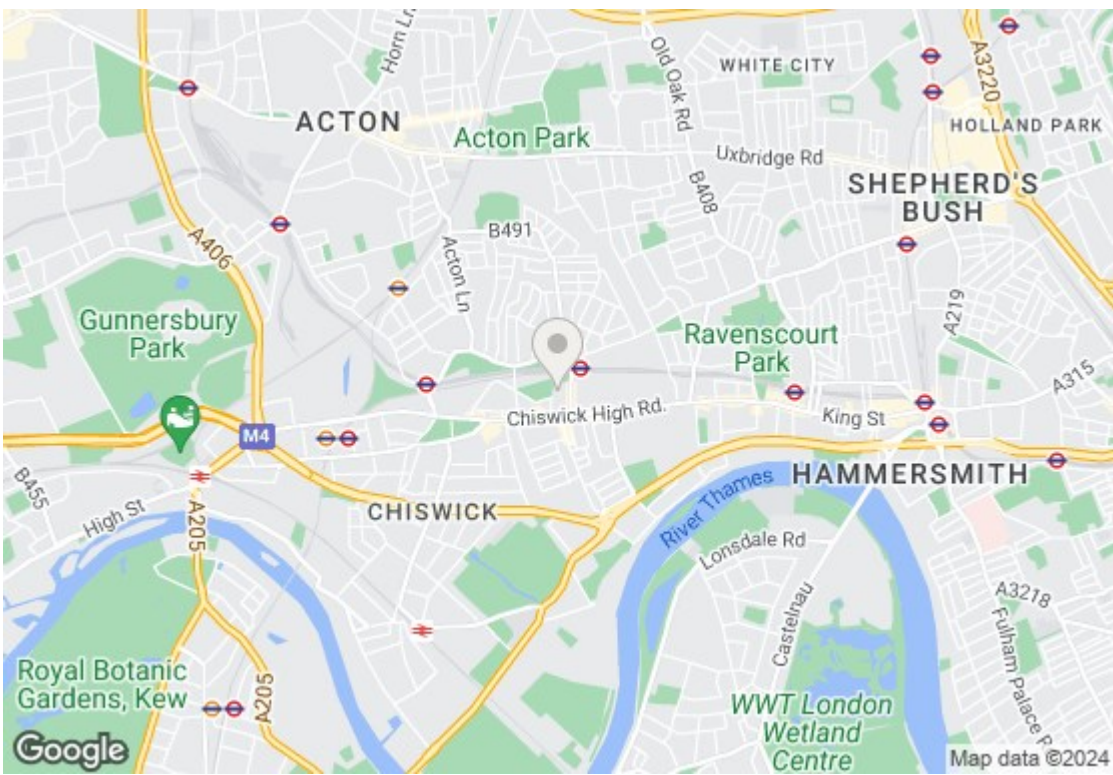 Horn Ln
Old Oak Rd
WHITE CITY
A3220
ACTON
Acton Park
HOLLAND PARK
Uxbridge Rd
B408
SHEPHERD'S
BUSH
B491
A406
Acton Ln
Gunnersbury
Park
A219
Ravenscourt
Park
A315
Chiswick High Rd.
King St
M4
B455
HAMMERSMITH
High St
A205
CHISWICK
River Thames
Lonsdale Rd
A3218
Castelnau
Fulham Palace R
Royal Botanic
Gardens, Kew
A205
WWT London
Wetland
Centre
Google
Map data ©2024